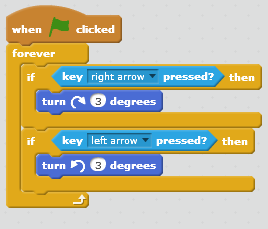 when clicked
forever
if key right arrow pressed? then
turn 3 degrees
if key left arrow pressed? then
turn 3 degrees